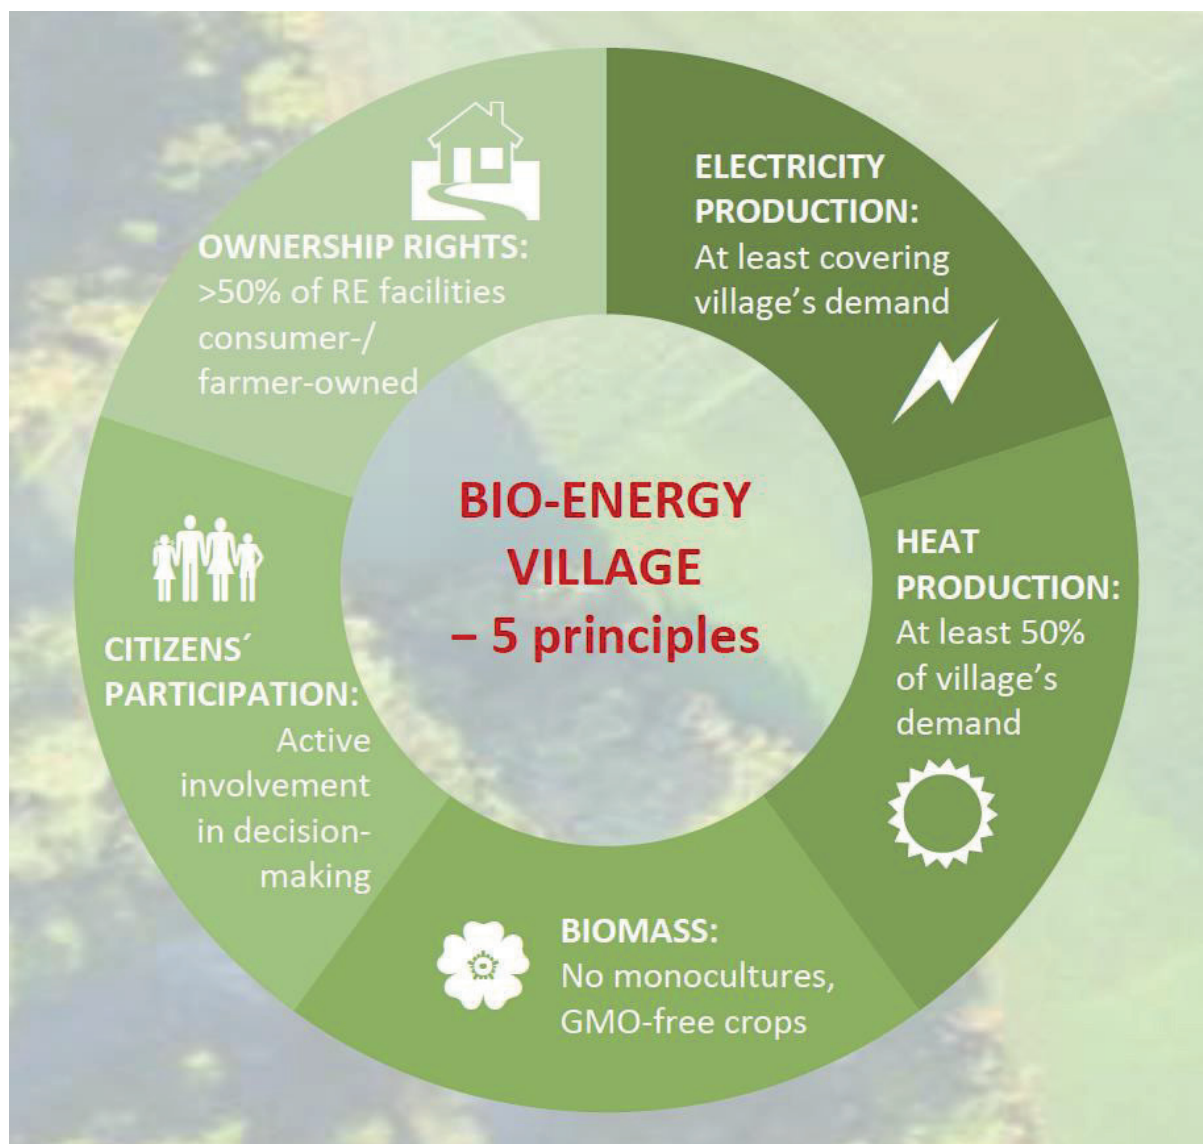 BIO-ENERGY
VILLAGE
– 5 principles
ELECTRICITY
PRODUCTION:
At least covering
village’s demand
HEAT
PRODUCTION:
At least 50%
of village’s
demand
BIOMASS:
No monocultures,
GMO-free crops
CITIZENS´
PARTICIPATION:
Active
involvement
in decision-
making
OWNERSHIP RIGHTS:
>50% of RE facilities
consumer-/
farmer-owned